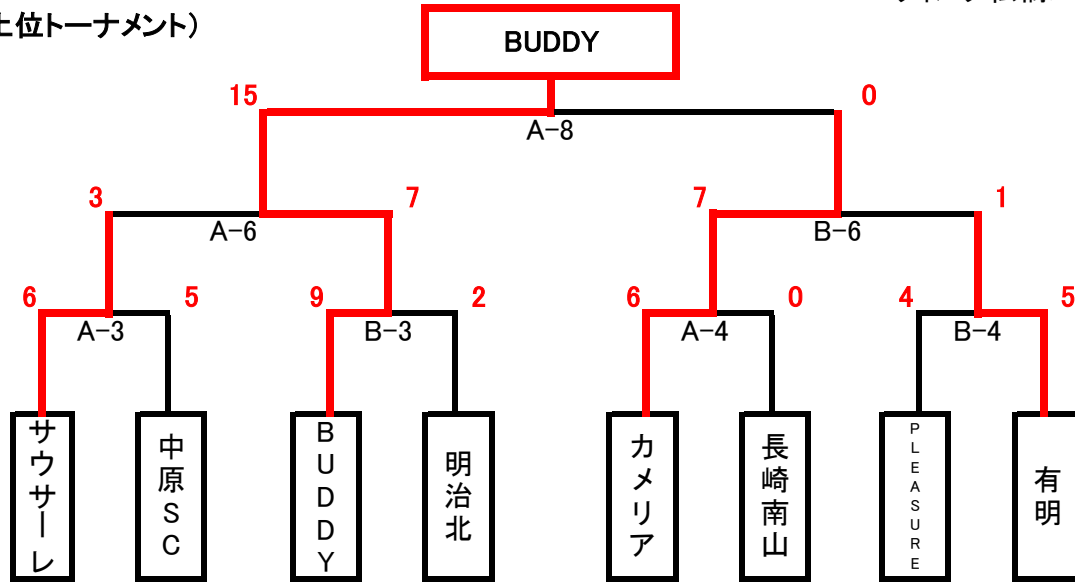 上位トーナメント）
BUDDY
15
0
A-8
3
7
7
1
A-6
B-6
6
5
9
2
6
0
4
5
A-3
B-3
A-4
B-4
サウサーレ
中原SC
BUDDY
明治北
カメリア
長崎南山
PLEASURE
有明